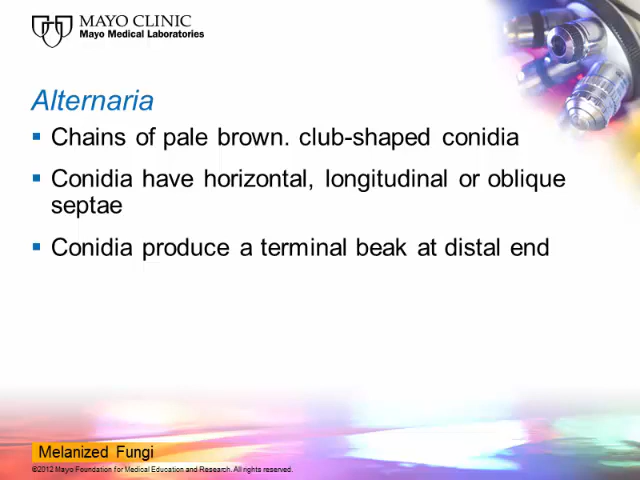 MAYO CLINIC
Mayo Medical Laboratories
Alternaria
Chains of pale brown. club-shaped conidia
Conidia have horizontal, longitudinal or oblique
septae
Conidia produce a terminal beak at distal end
Melanized Fungi
©2012 Mayo Foundation for Medical Education and Research. All rights reserved.